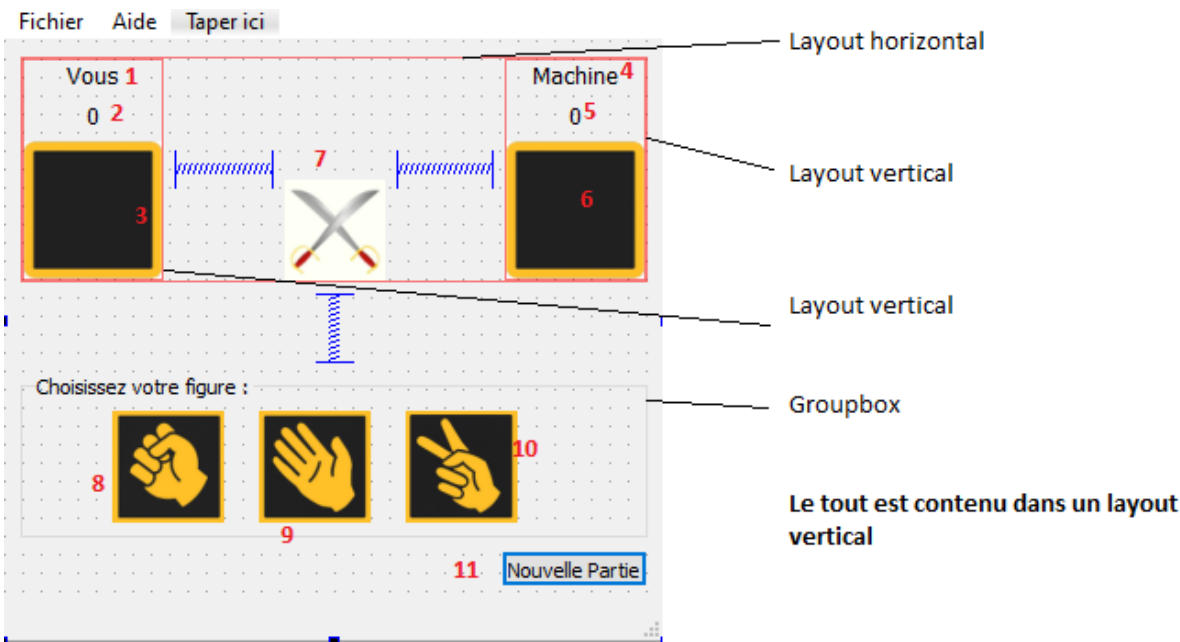 Fichier Aide Taper ici
Layout horizontal
Vous 1
Machine 4
0 2
0 5
7
Layout vertical
3
6
Layout vertical
Choisissez votre figure :
Groupbox
8
10
9
Le tout est contenu dans un layout
vertical
11 Nouvelle Partie